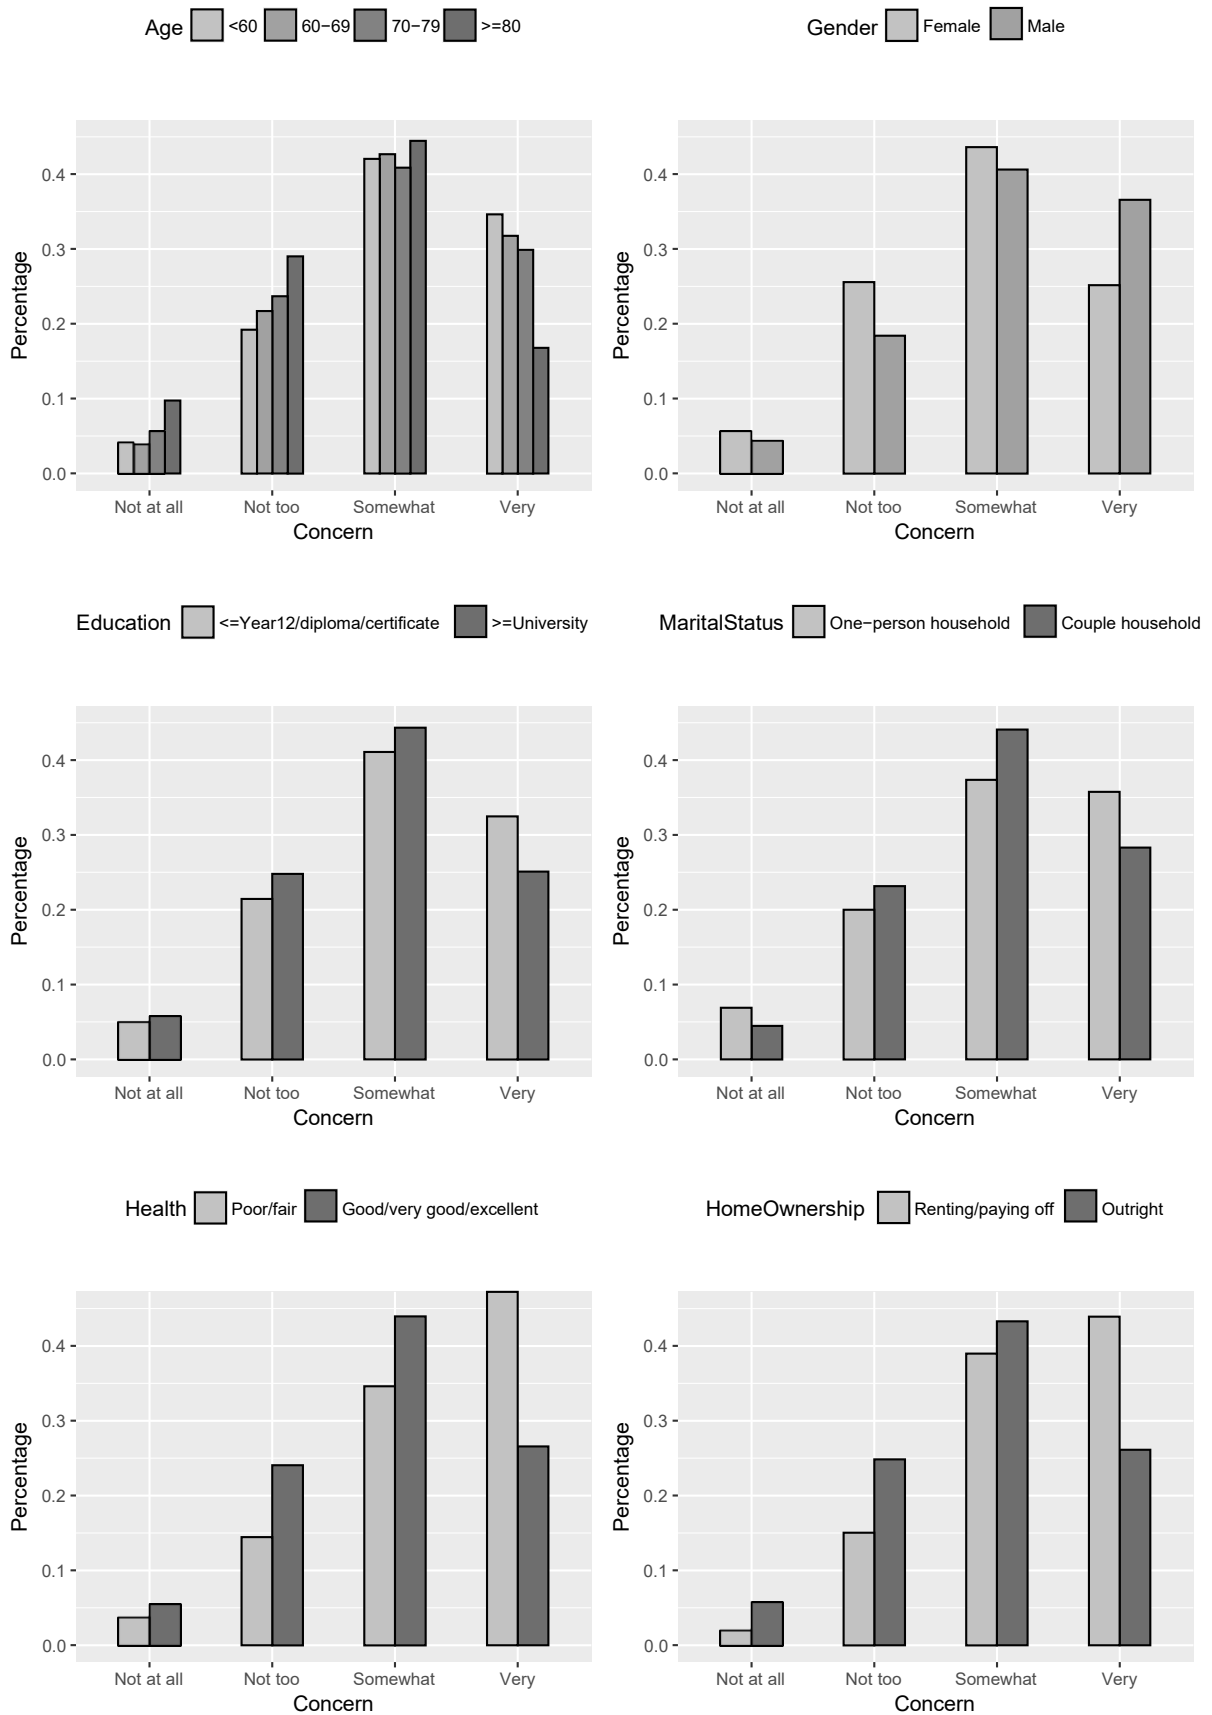 Age <60 60−69 70−79 >=80
Gender Female Male
Percentage
0.4
0.3
0.2
0.1
0.0
Not at all Not too Somewhat Very
Concern
Percentage
0.4
0.3
0.2
0.1
0.0
Not at all Not too Somewhat Very
Concern
Education <=Year12/diploma/certificate >=University
MaritalStatus One−person household Couple household
Percentage
0.4
0.3
0.2
0.1
0.0
Not at all Not too Somewhat Very
Concern
Percentage
0.4
0.3
0.2
0.1
0.0
Not at all Not too Somewhat Very
Concern
Health Poor/fair Good/very good/excellent
HomeOwnership Renting/paying off Outright
Percentage
0.4
0.3
0.2
0.1
0.0
Not at all Not too Somewhat Very
Concern
Percentage
0.4
0.3
0.2
0.1
0.0
Not at all Not too Somewhat Very
Concern